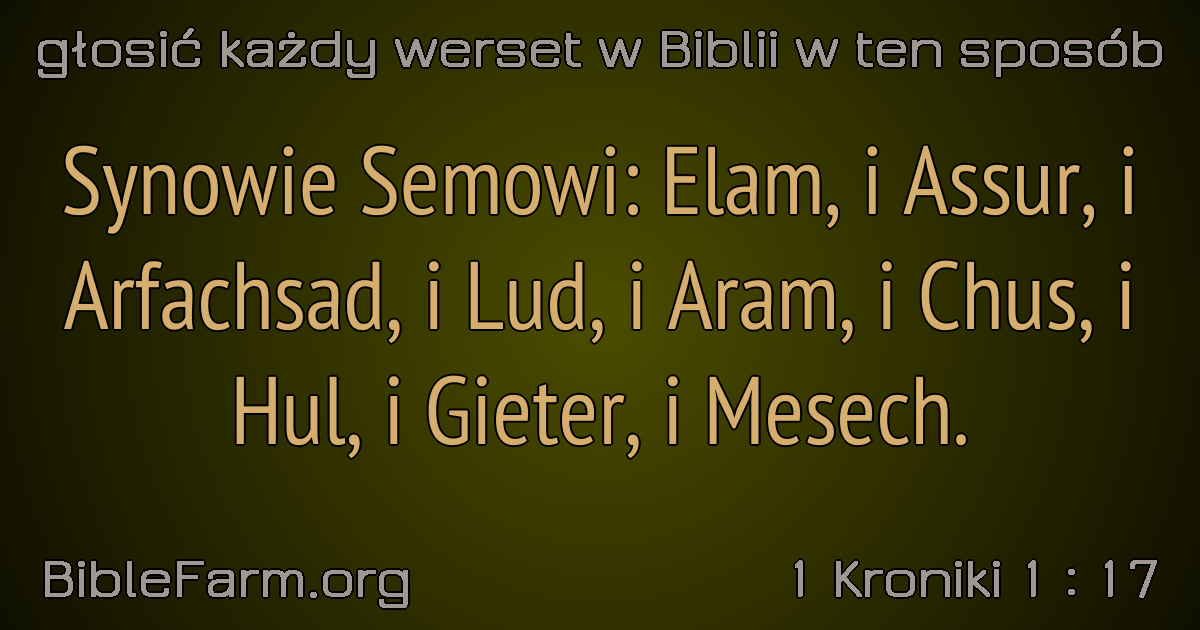 głosić każdy werset w Biblii w ten sposób
Synowie Semowi: Elam, i Assur, i
Arfachsad, i Lud, i Aram, i Chus, i
Hul, i Gieter, i Mesech.
BibleFarm.org
1 Kroniki 1 : 17